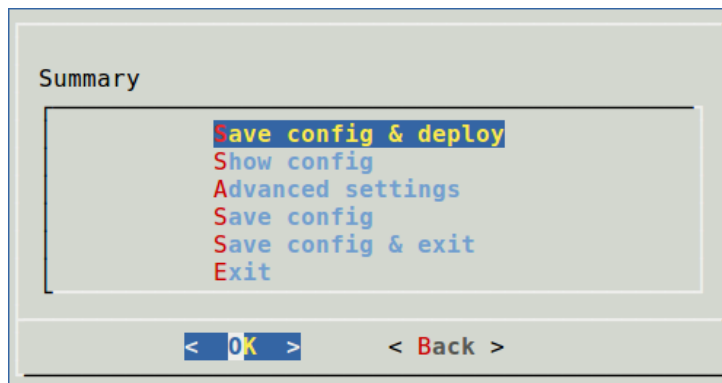 Summary
Save config & deploy
Show config
Advanced settings
Save config
Save config & exit
Exit
< OK > < Back >